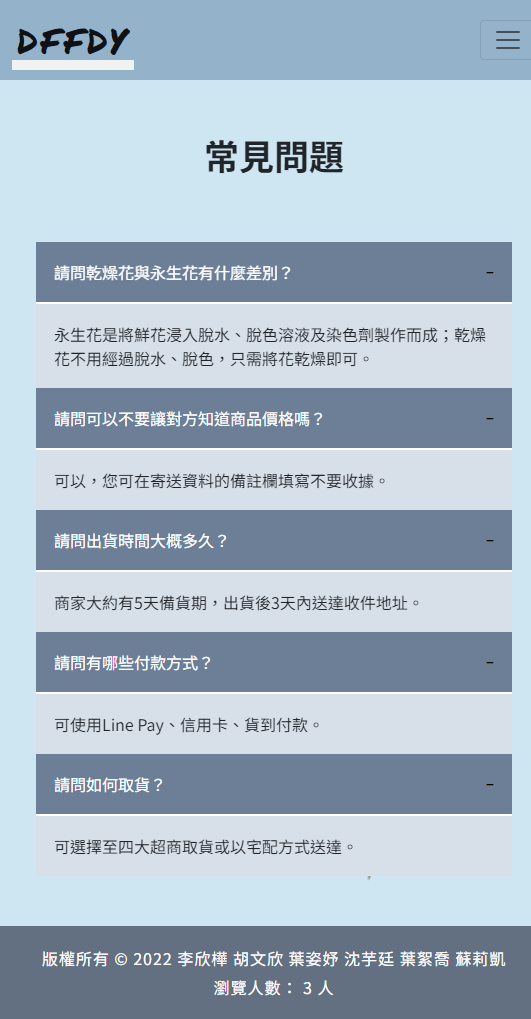 DFFDY
常見問題
請問乾燥花與永生花有什麼差別？
永生花是將鮮花浸入脫水、脫色溶液及染色劑製作而成；乾燥
花不用經過脫水、脫色，只需將花乾燥即可。
請問可以不要讓對方知道商品價格嗎？
可以，您可在寄送資料的備註欄填寫不要收據。
請問出貨時間大概多久？
商家大約有5天備貨期，出貨後3天內送達收件地址。
請問有哪些付款方式？
可使用Line Pay、信用卡、貨到付款。
請問如何取貨？
可選擇至四大超商取貨或以宅配方式送達。
版權所有 © 2022 李欣樺 胡文欣 葉姿妤 沈芋廷 葉絮喬 蘇莉凱
瀏覽人數： 3 人